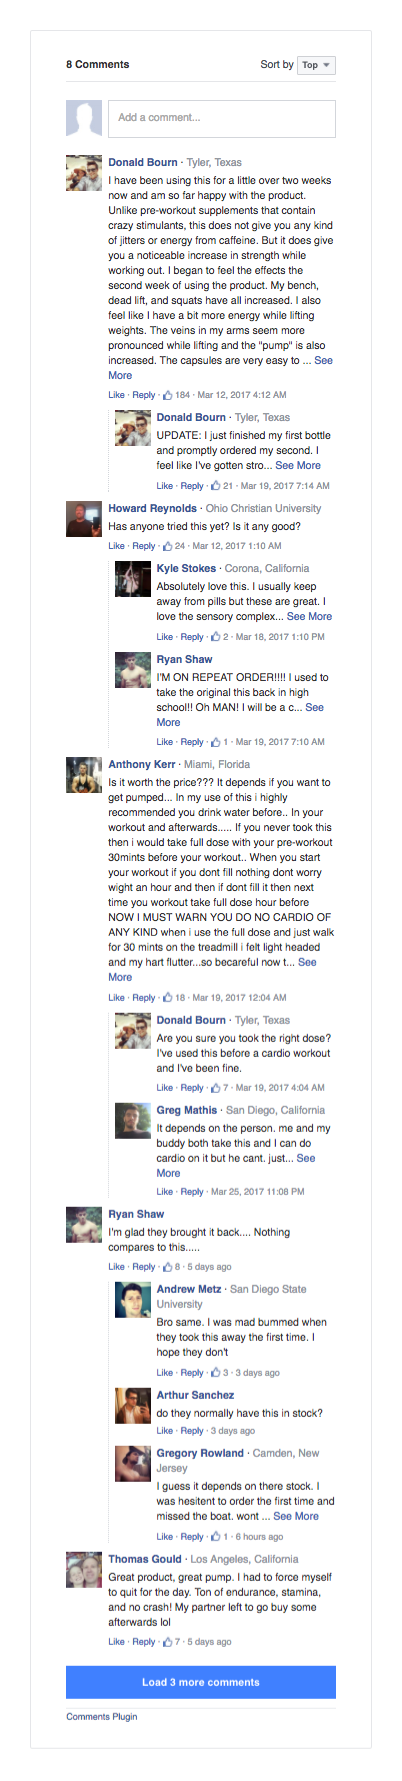 8 Comments
Sort by Top
Add a comment...
Donald Bourn · Tyler, Texas
I have been using this for a little over two weeks
now and am so far happy with the product.
Unlike pre-workout supplements that contain
crazy stimulants, this does not give you any kind
of jitters or energy from caffeine. But it does give
you a noticeable increase in strength while
working out. I began to feel the effects the
second week of using the product. My bench,
dead lift, and squats have all increased. I also
feel like I have a bit more energy while lifting
weights. The veins in my arms seem more
pronounced while lifting and the "pump" is also
increased. The capsules are very easy to ... See
More
Like · Reply · 184 · Mar 12, 2017 4:12 AM
Donald Bourn · Tyler, Texas
UPDATE: I just finished my first bottle
and promptly ordered my second. I
feel like I've gotten stro... See More
Like · Reply · 21 · Mar 19, 2017 7:14 AM
Howard Reynolds · Ohio Christian University
Has anyone tried this yet? Is it any good?
Like · Reply · 24 · Mar 12, 2017 1:10 AM
Kyle Stokes · Corona, California
Absolutely love this. I usually keep
away from pills but these are great. I
love the sensory complex... See More
Like · Reply · 2 · Mar 18, 2017 1:10 PM
Ryan Shaw
I'M ON REPEAT ORDER!!!! I used to
take the original this back in high
school!! Oh MAN! I will be a c... See
More
Like · Reply · 1 · Mar 19, 2017 7:10 AM
Anthony Kerr · Miami, Florida
Is it worth the price??? It depends if you want to
get pumped... In my use of this i highly
recommended you drink water before.. In your
workout and afterwards..... If you never took this
then i would take full dose with your pre-workout
30mints before your workout.. When you start
your workout if you dont fill nothing dont worry
wight an hour and then if dont fill it then next
time you workout take full dose hour before
NOW I MUST WARN YOU DO NO CARDIO OF
ANY KIND when i use the full dose and just walk
for 30 mints on the treadmill i felt light headed
and my hart flutter...so becareful now t... See
More
Like · Reply · 18 · Mar 19, 2017 12:04 AM
Donald Bourn · Tyler, Texas
Are you sure you took the right dose?
I've used this before a cardio workout
and I've been fine.
Like · Reply · 7 · Mar 19, 2017 4:04 AM
Greg Mathis · San Diego, California
It depends on the person. me and my
buddy both take this and I can do
cardio on it but he cant. just... See
More
Like · Reply · Mar 25, 2017 11:08 PM
Ryan Shaw
I'm glad they brought it back.... Nothing
compares to this.....
Like · Reply · 8 · 5 days ago
Andrew Metz · San Diego State
University
Bro same. I was mad bummed when
they took this away the first time. I
hope they don't
Like · Reply · 3 · 3 days ago
Arthur Sanchez
do they normally have this in stock?
Like · Reply · 3 days ago
Gregory Rowland · Camden, New
Jersey
I guess it depends on there stock. I
was hesitent to order the first time and
missed the boat. wont ... See More
Like · Reply · 1 · 6 hours ago
Thomas Gould · Los Angeles, California
Great product, great pump. I had to force myself
to quit for the day. Ton of endurance, stamina,
and no crash! My partner left to go buy some
afterwards lol
Like · Reply · 7 · 5 days ago
Load 3 more comments
Comments Plugin